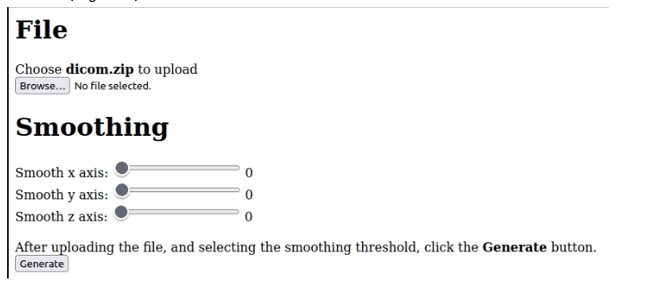 File
Choose dicom.zip to upload
Browse... No file selected.
Smoothing
Smooth x axis: 0
Smooth y axis: 0
Smooth z axis: 0
After uploading the file, and selecting the smoothing threshold, click the Generate button.
Generate